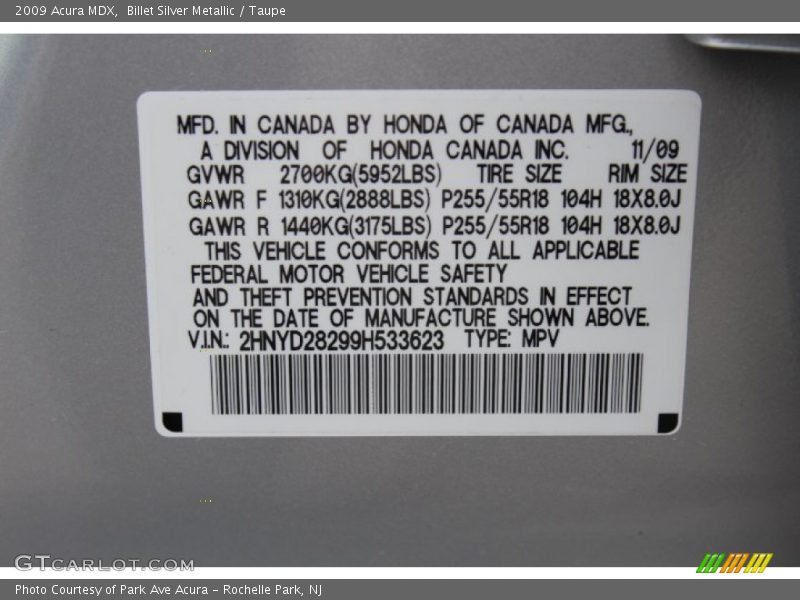 2009 Acura MDX, Billet Silver Metallic / Taupe
MFD. IN CANADA BY HONDA OF CANADA MFG.,
A DIVISION OF HONDA CANADA INC. 11/09
GVWR 2700KG(5952LBS) TIRE SIZE RIM SIZE
GAWR F 1310KG(2888LBS) P255/55R18 104H 18X8.0J
GAWR R 1440KG(3175LBS) P255/55R18 104H 18X8.0J
THIS VEHICLE CONFORMS TO ALL APPLICABLE
FEDERAL MOTOR VEHICLE SAFETY
AND THEFT PREVENTION STANDARDS IN EFFECT
ON THE DATE OF MANUFACTURE SHOWN ABOVE.
V.I.N.: 2HNYD28299H533623 TYPE: MPV
GTCARLOT.COM
Photo Courtesy of Park Ave Acura - Rochelle Park, NJ